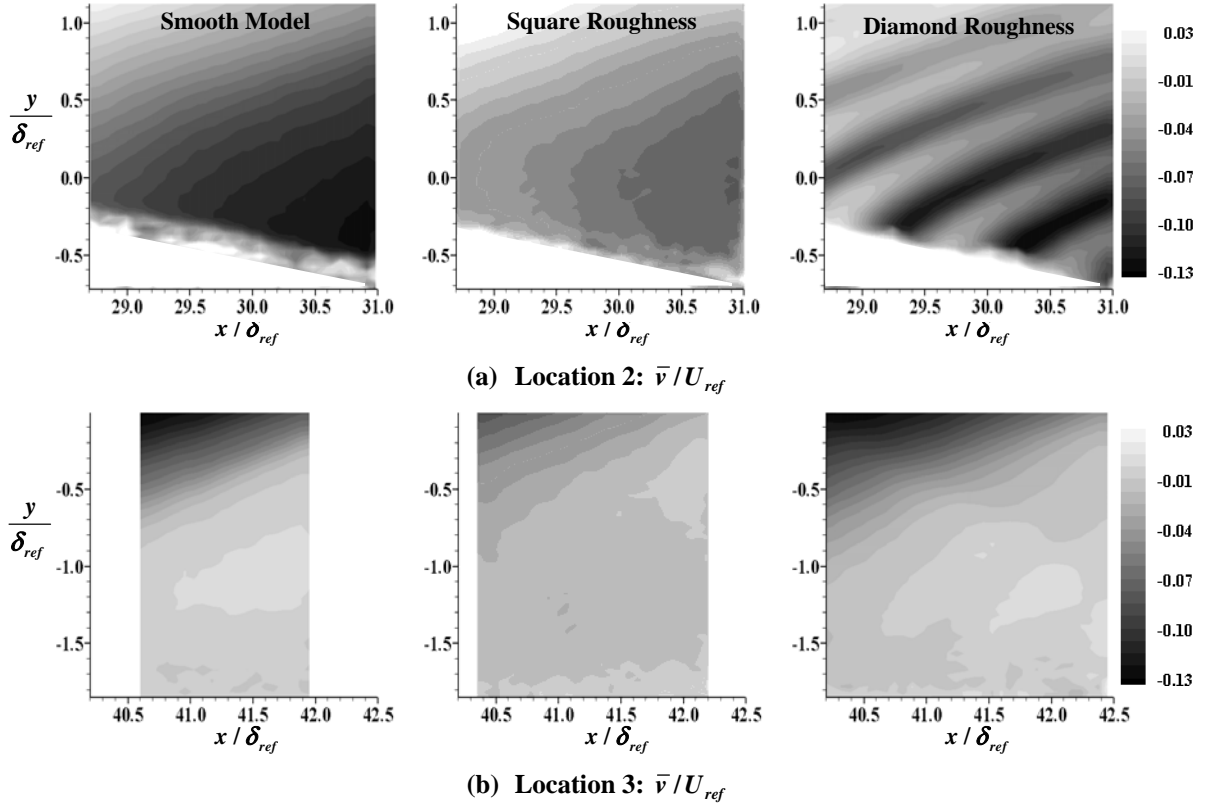 Smooth Model
Square Roughness
Diamond Roughness
1.0
0.5
0.0
-0.5
y
δref
29.0 29.5 30.0 30.5 31.0
x / δref
1.0
0.5
0.0
-0.5
29.0 29.5 30.0 30.5 31.0
x / δref
1.0
0.5
0.0
-0.5
29.0 29.5 30.0 30.5 31.0
x / δref
0.03
-0.01
-0.04
-0.07
-0.10
-0.13
(a) Location 2: v̄ / Uref
-0.5
-1.0
-1.5
y
δref
40.5 41.0 41.5 42.0 42.5
x / δref
-0.5
-1.0
-1.5
40.5 41.0 41.5 42.0 42.5
x / δref
-0.5
-1.0
-1.5
40.5 41.0 41.5 42.0
x / δref
0.03
-0.01
-0.04
-0.07
-0.10
-0.13
(b) Location 3: v̄ / Uref